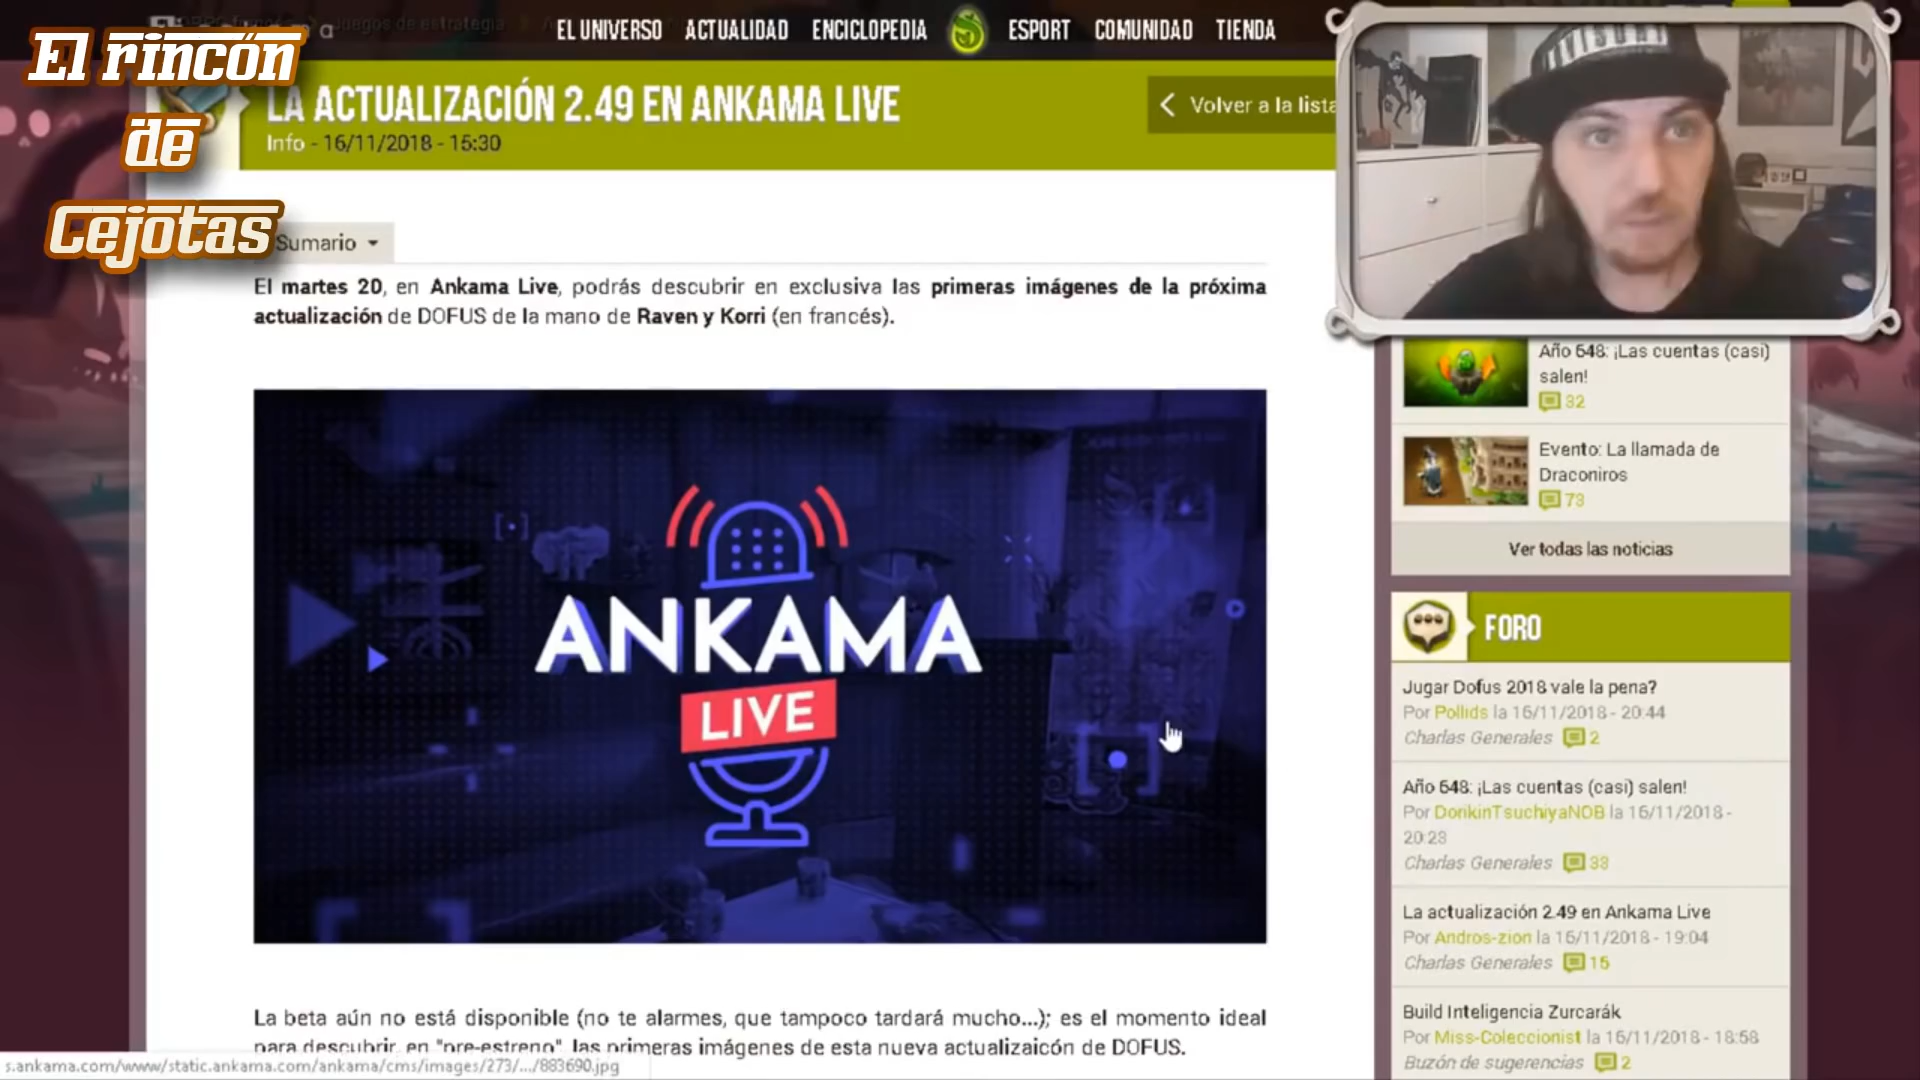 Juegos de estrategia
EL UNIVERSO ACTUALIDAD ENCICLOPEDIA ESPORT COMUNIDAD TIENDA
El rincón
de
Cejotas
LA ACTUALIZACIÓN 2.49 EN ANKAMA LIVE
Info - 16/11/2018 - 15:30
Volver a la lista
Sumario
El martes 20, en Ankama Live, podrás descubrir en exclusiva las primeras imágenes de la próxima
actualización de DOFUS de la mano de Raven y Korri (en francés).
ANKAMA
LIVE
La beta aún no está disponible (no te alarmes, que tampoco tardará mucho...); es el momento ideal
para descubrir, en "pre-estreno", las primeras imágenes de esta nueva actualizaicón de DOFUS.
s.ankama.com/www/static.ankama.com/ankama/cms/images/273/.../883690.jpg
Año 648: ¡Las cuentas (casi)
salen!
32
Evento: La llamada de
Draconiros
73
Ver todas las noticias
FORO
Jugar Dofus 2018 vale la pena?
Por Pollids la 16/11/2018 - 20:44
Charlas Generales 2
Año 648: ¡Las cuentas (casi) salen!
Por DonkinTsuchiyaNOB la 16/11/2018 -
20:23
Charlas Generales 33
La actualización 2.49 en Ankama Live
Por Andros-zion la 16/11/2018 - 19:04
Charlas Generales 15
Build Inteligencia Zurcarák
Por Miss-Coleccionist la 16/11/2018 - 18:58
Buzón de sugerencias 2